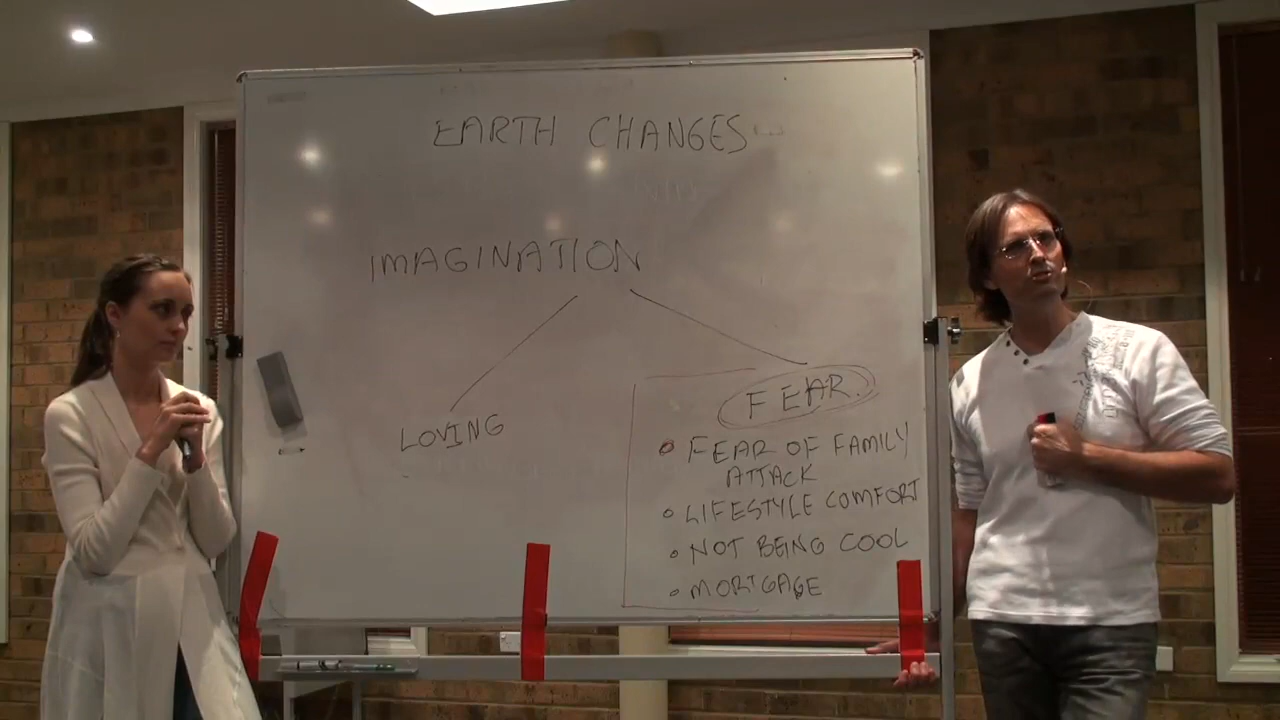 EARTH CHANGES
IMAGINATION
LOVING
FEAR.
FEAR OF FAMILY
ATTACK
LIFESTYLE COMFORT
NOT BEING COOL
MORTGAGE